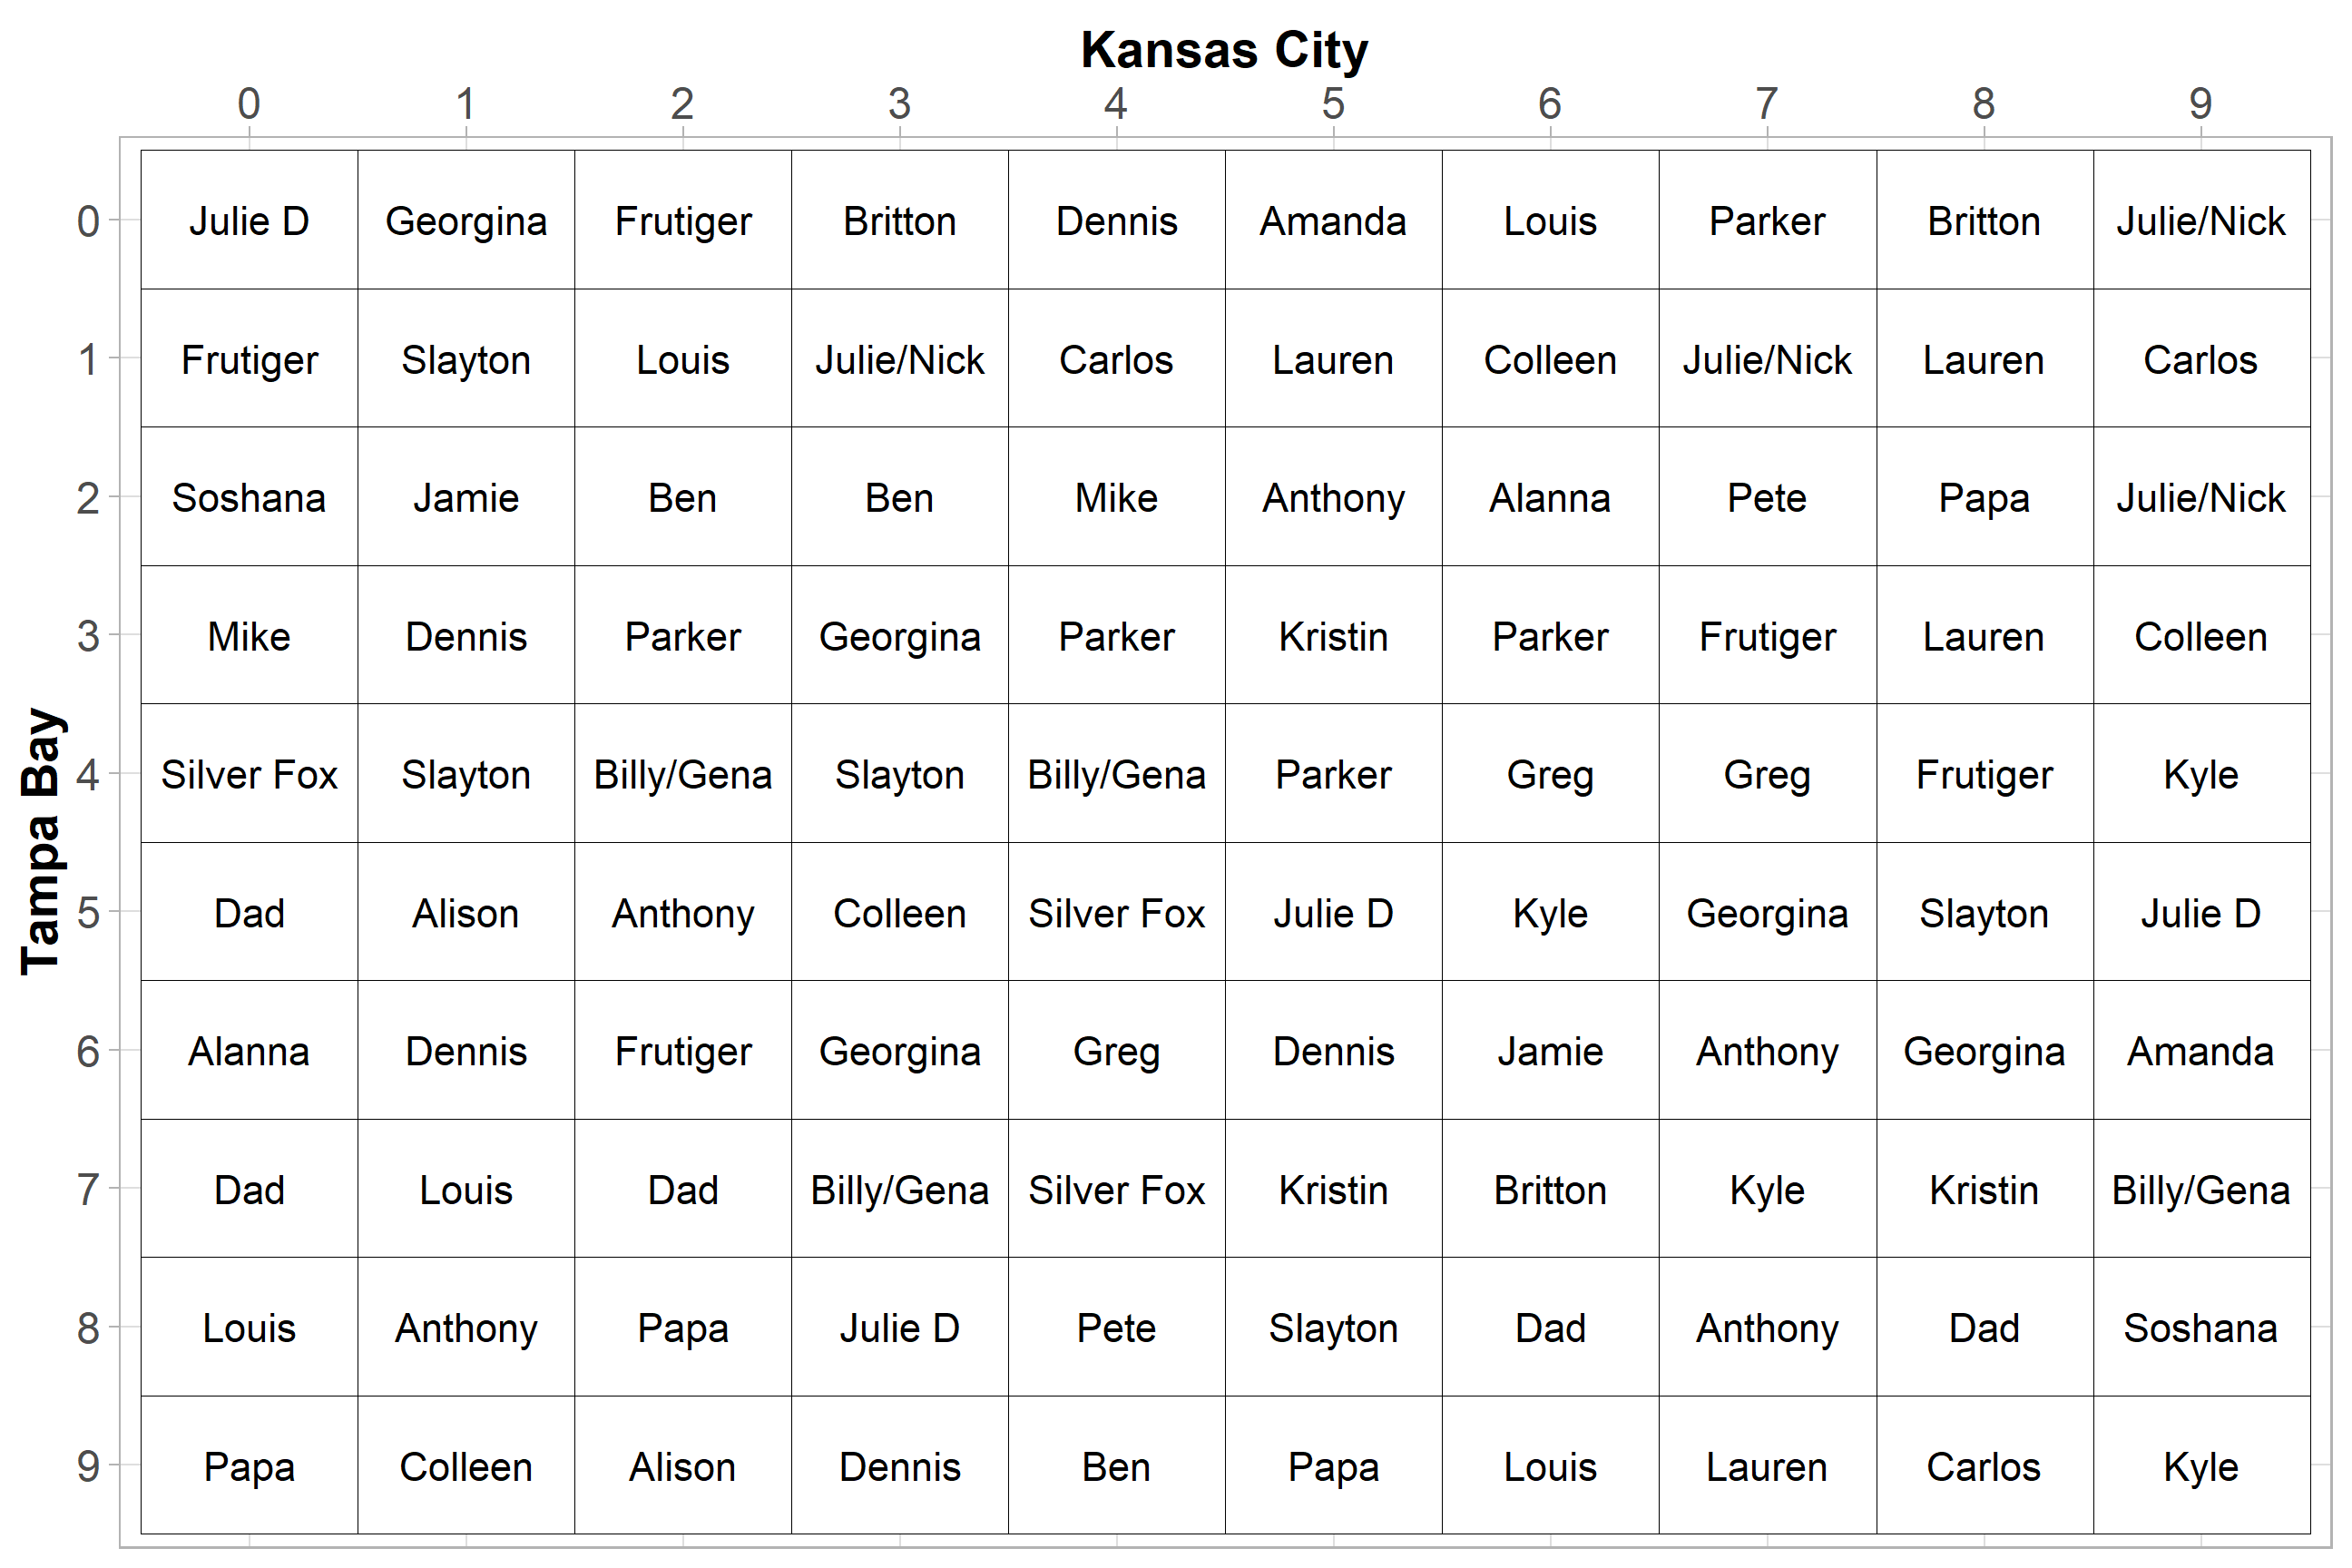 Kansas City
0 1 2 3 4 5 6 7 8 9
Tampa Bay
0 Julie D Georgina Frutiger Britton Dennis Amanda Louis Parker Britton Julie/Nick
1 Frutiger Slayton Louis Julie/Nick Carlos Lauren Colleen Julie/Nick Lauren Carlos
2 Soshana Jamie Ben Ben Mike Anthony Alanna Pete Papa Julie/Nick
3 Mike Dennis Parker Georgina Parker Kristin Parker Frutiger Lauren Colleen
4 Silver Fox Slayton Billy/Gena Slayton Billy/Gena Parker Greg Greg Frutiger Kyle
5 Dad Alison Anthony Colleen Silver Fox Julie D Kyle Georgina Slayton Julie D
6 Alanna Dennis Frutiger Georgina Greg Dennis Jamie Anthony Georgina Amanda
7 Dad Louis Dad Billy/Gena Silver Fox Kristin Britton Kyle Kristin Billy/Gena
8 Louis Anthony Papa Julie D Pete Slayton Dad Anthony Dad Soshana
9 Papa Colleen Alison Dennis Ben Papa Louis Lauren Carlos Kyle